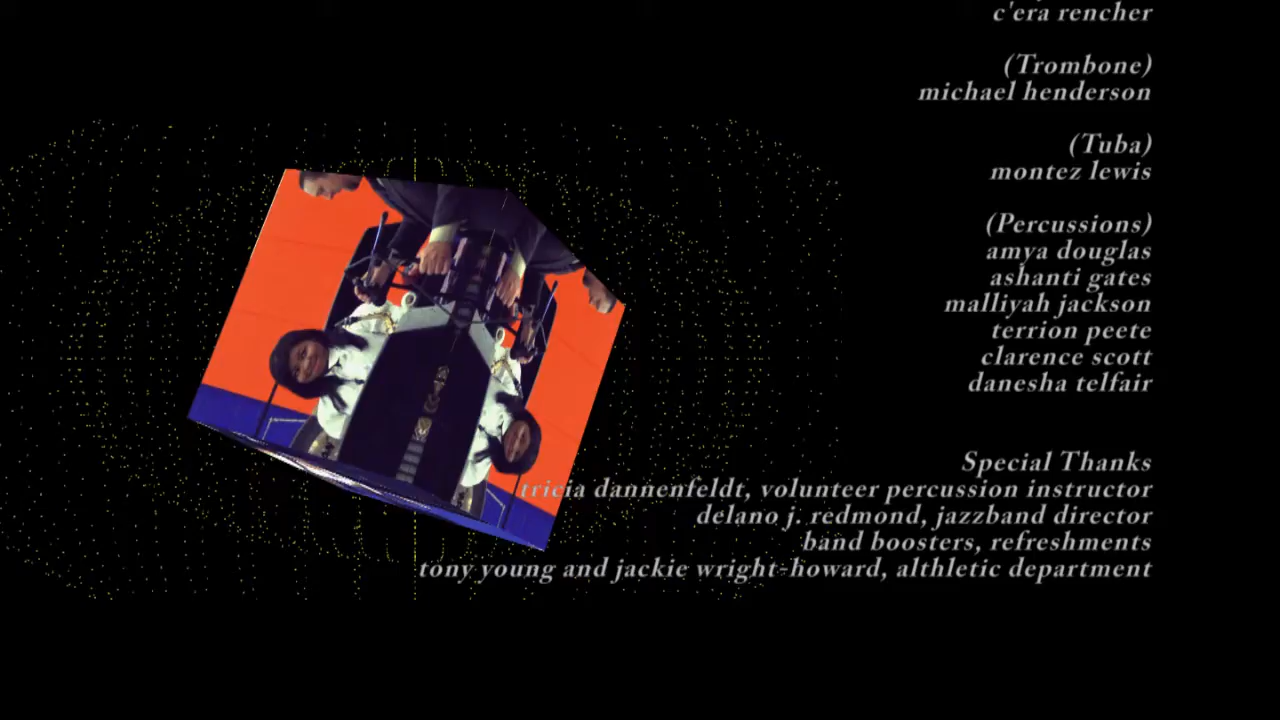 c'era rencher
(Trombone)
michael henderson
(Tuba)
montez lewis
(Percussions)
amya douglas
ashanti gates
malliyah jackson
terrion peete
clarence scott
danesha telfair
Special Thanks
tricia dannenfeldt, volunteer percussion instructor
delano j. redmond, jazzband director
band boosters, refreshments
tony young and jackie wright-howard, althletic department